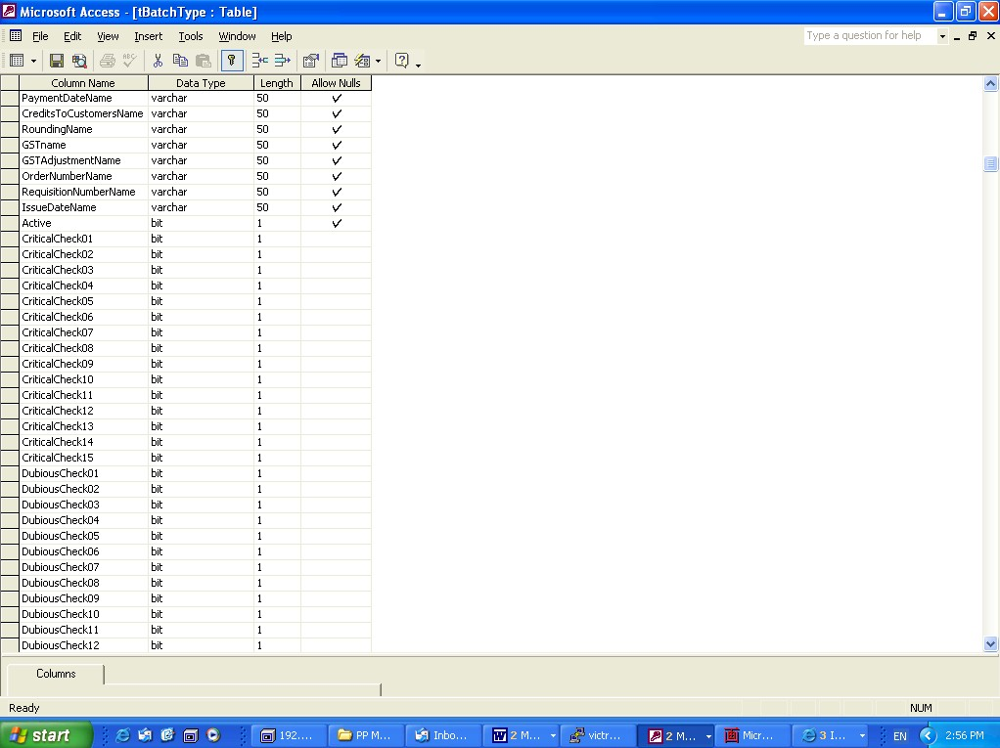 Microsoft Access - [tBatchType : Table]
File Edit View Insert Tools Window Help Type a question for help
Column Name Data Type Length Allow Nulls
PaymentDateName varchar 50
CreditsToCustomersName varchar 50
RoundingName varchar 50
GSTname varchar 50
GSTAdjustmentName varchar 50
OrderNumberName varchar 50
RequisitionNumberName varchar 50
IssueDateName varchar 50
Active bit 1
CriticalCheck01 bit 1
CriticalCheck02 bit 1
CriticalCheck03 bit 1
CriticalCheck04 bit 1
CriticalCheck05 bit 1
CriticalCheck06 bit 1
CriticalCheck07 bit 1
CriticalCheck08 bit 1
CriticalCheck09 bit 1
CriticalCheck10 bit 1
CriticalCheck11 bit 1
CriticalCheck12 bit 1
CriticalCheck13 bit 1
CriticalCheck14 bit 1
CriticalCheck15 bit 1
DubiousCheck01 bit 1
DubiousCheck02 bit 1
DubiousCheck03 bit 1
DubiousCheck04 bit 1
DubiousCheck05 bit 1
DubiousCheck06 bit 1
DubiousCheck07 bit 1
DubiousCheck08 bit 1
DubiousCheck09 bit 1
DubiousCheck10 bit 1
DubiousCheck11 bit 1
DubiousCheck12 bit 1
Columns
Ready NUM
start 192.... PP M... Inbo... 2 M... victr... 2 M... Micr... 3 I... EN 2:56 PM